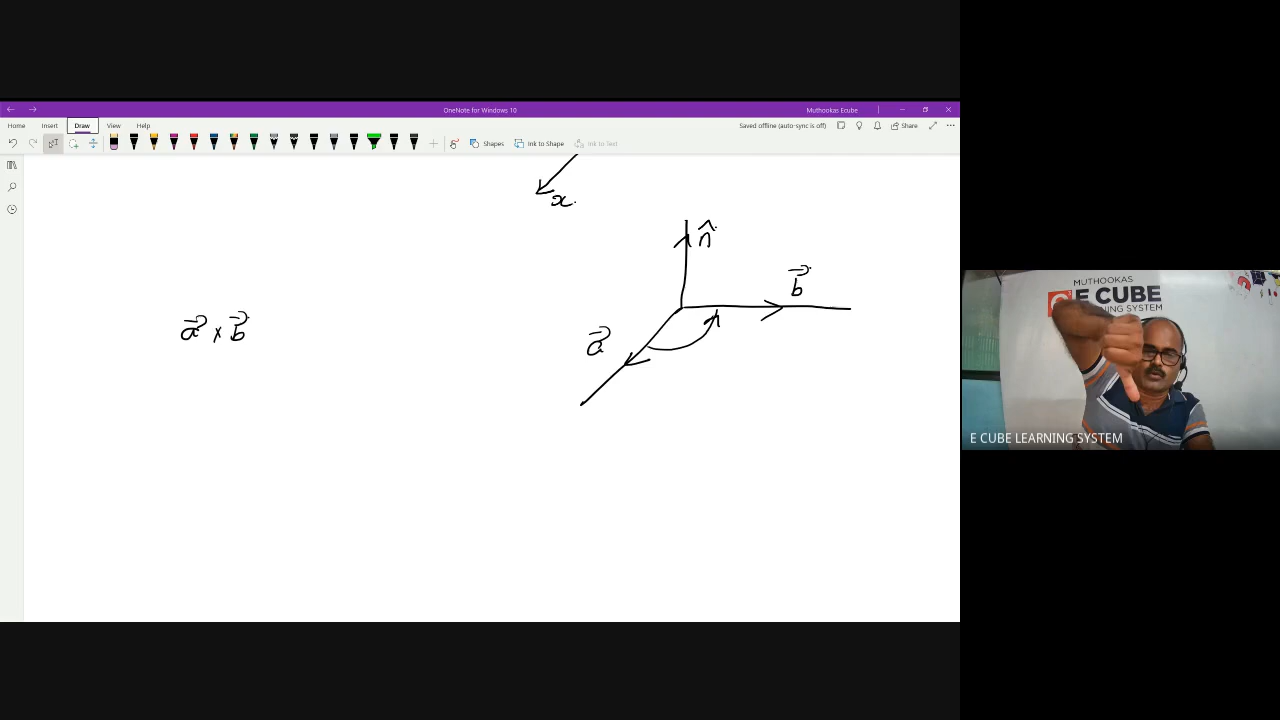 OneNote for Windows 10
Muthookas Ecube
Home Insert Draw View Help
Saved offline (auto-sync is off) Share
Shapes Ink to Shape Ink to Text
x
n̂
b⃗
a⃗ × b⃗
a⃗
MUTHOOKAS
E CUBE
NING SYSTEM
E CUBE LEARNING SYSTEM